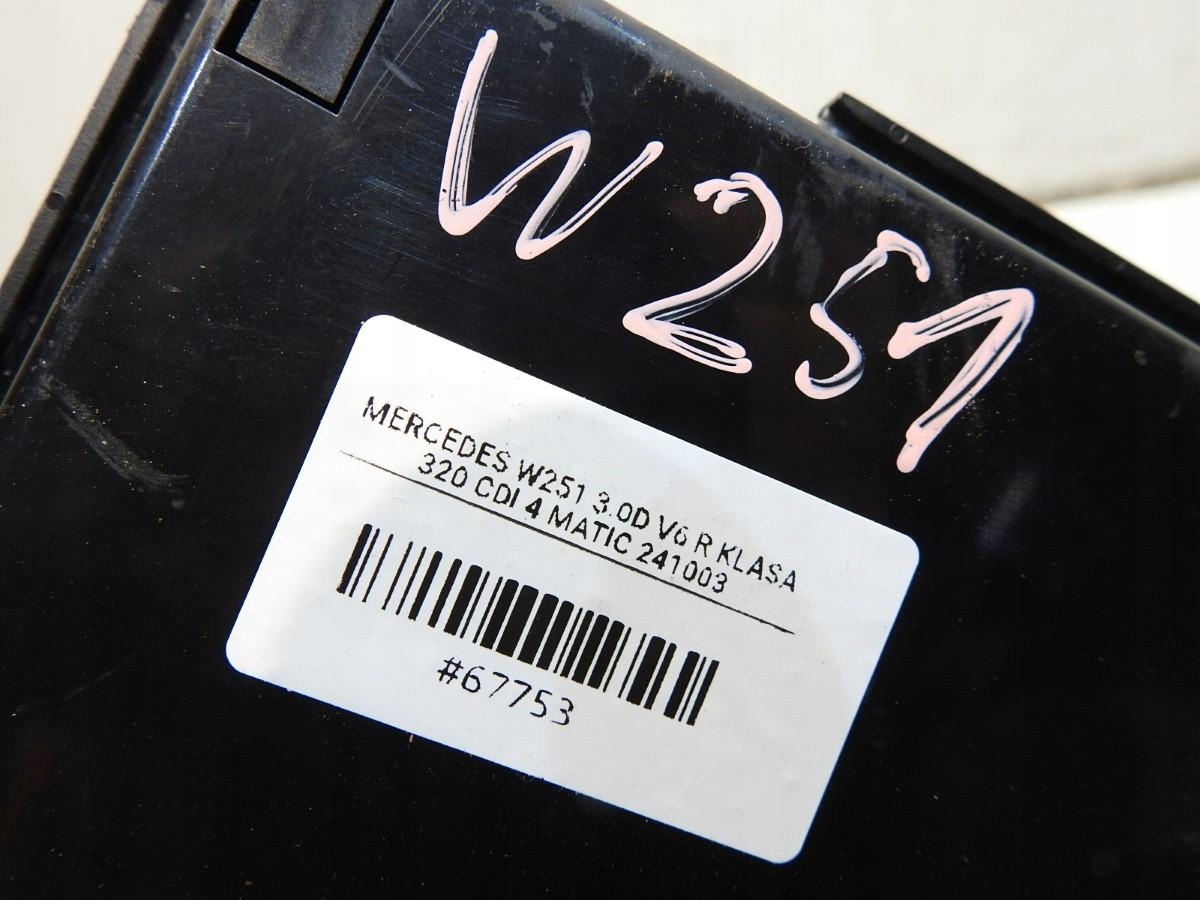 W251
MERCEDES W251 3.0D V6 R KLASA
320 CDI 4 MATIC 241003
#67753